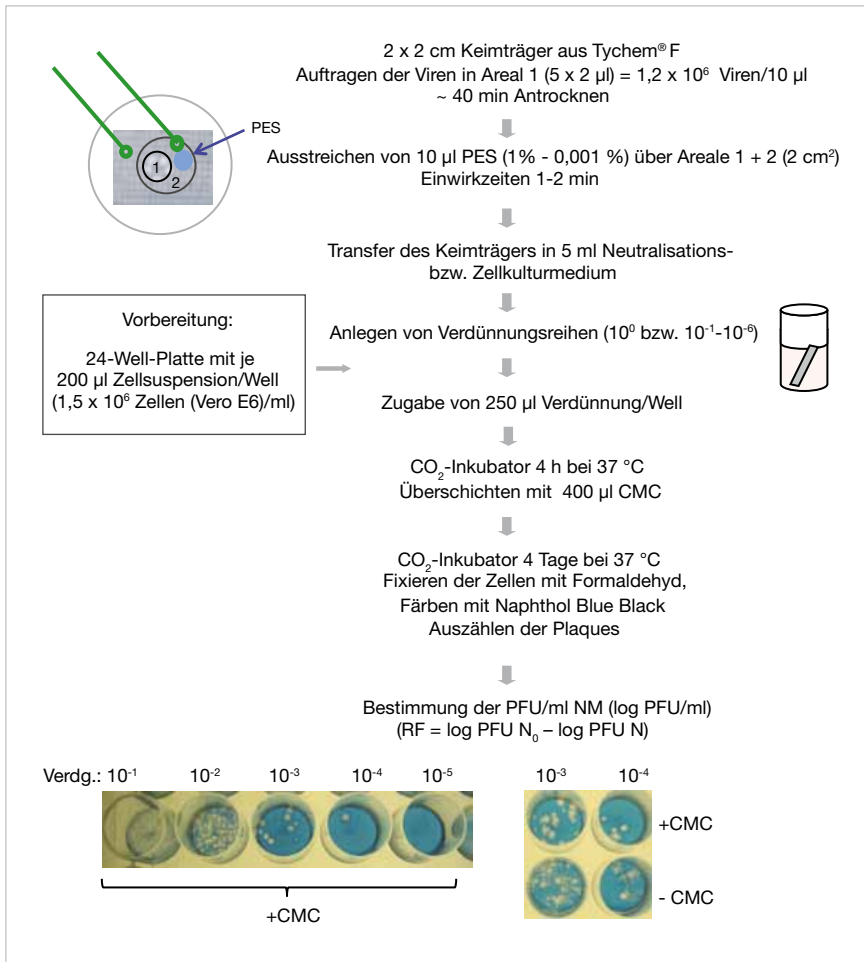 2 x 2 cm Keimträger aus Tychem® F
Auftragen der Viren in Areal 1 (5 x 2 µl) = 1,2 x 10⁶ Viren/10 µl
~ 40 min Antrocknen
PES
1
2
Ausstreichen von 10 µl PES (1% - 0,001 %) über Areale 1 + 2 (2 cm²)
Einwirkzeiten 1-2 min
Transfer des Keimträgers in 5 ml Neutralisations-
bzw. Zellkulturmedium
Vorbereitung:
24-Well-Platte mit je
200 µl Zellsuspension/Well
(1,5 x 10⁶ Zellen (Vero E6)/ml)
Anlegen von Verdünnungsreihen (10⁰ bzw. 10⁻¹-10⁻⁶)
Zugabe von 250 µl Verdünnung/Well
CO₂-Inkubator 4 h bei 37 °C
Überschichten mit 400 µl CMC
CO₂-Inkubator 4 Tage bei 37 °C
Fixieren der Zellen mit Formaldehyd,
Färben mit Naphthol Blue Black
Auszählen der Plaques
Bestimmung der PFU/ml NM (log PFU/ml)
(RF = log PFU N₀ – log PFU N)
Verdg.: 10⁻¹ 10⁻² 10⁻³ 10⁻⁴ 10⁻⁵
10⁻³ 10⁻⁴
+CMC
- CMC
+CMC